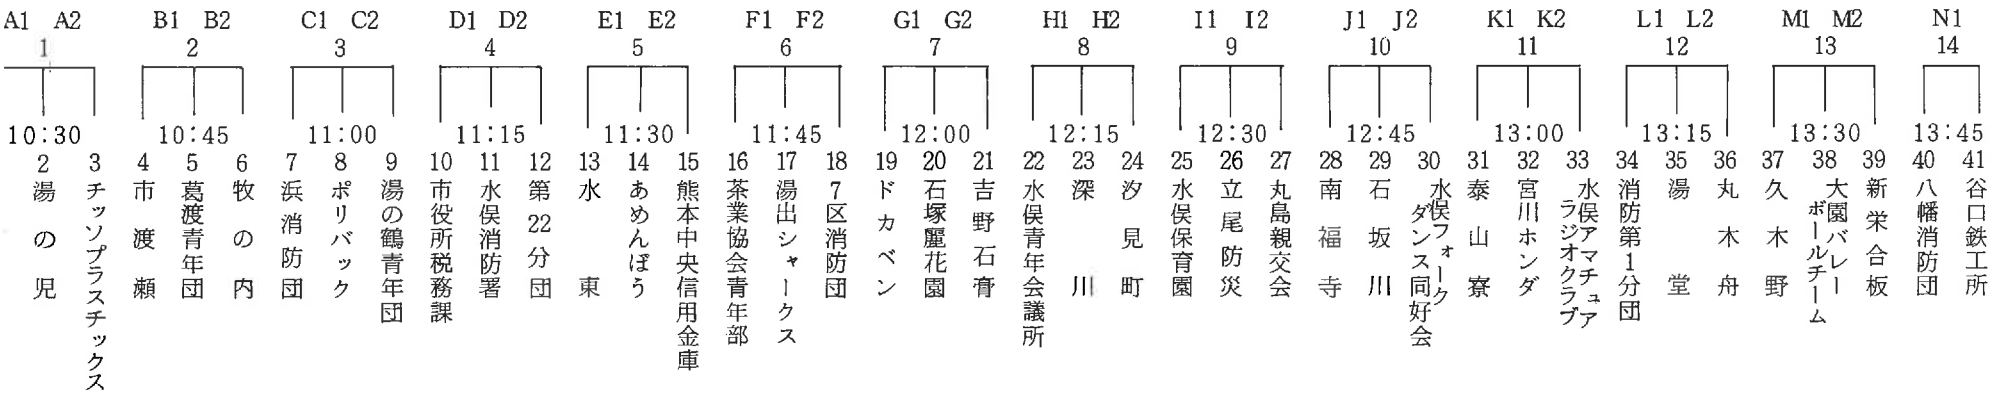 A1 A2 B1 B2 C1 C2 D1 D2 E1 E2 F1 F2 G1 G2 H1 H2 I1 I2 J1 J2 K1 K2 L1 L2 M1 M2 N1
1 2 3 4 5 6 7 8 9 10 11 12 13 14
10:30 10:45 11:00 11:15 11:30 11:45 12:00 12:15 12:30 12:45 13:00 13:15 13:30 13:45
2 3 4 5 6 7 8 9 10 11 12 13 14 15 16 17 18 19 20 21 22 23 24 25 26 27 28 29 30 31 32 33 34 35 36 37 38 39 40 41
湯の児
チッソプラスチックス
市渡瀬
葛渡青年団
牧の内
浜消防団
ポリバック
湯の鶴青年団
市役所税務課
水俣消防署
第22分団
水東
あめんぼう
熊本中央信用金庫
茶業協会青年部
湯出シャークス
7区消防団
ドカベン
石塚麗花園
吉野石膏
水俣青年会議所
深川
汐見町
水俣保育園
立尾防災
丸島親交会
南福寺
石坂川
水俣フォーク
ダンス同好会
泰山寮
宮川ホンダ
水俣アマチュア
ラジオクラブ
消防第1分団
湯堂
丸木舟
久木野
大園バレー
ボールチーム
新栄合板
八幡消防団
谷口鉄工所